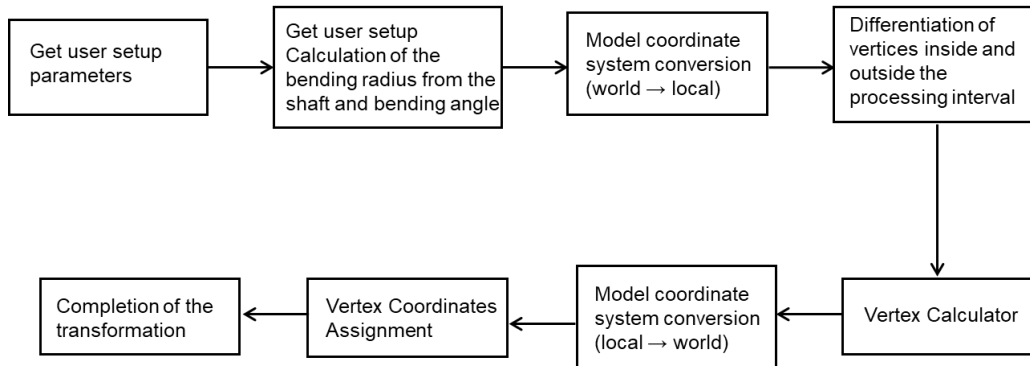 Get user setup
parameters
Get user setup
Calculation of the
bending radius from the
shaft and bending angle
Model coordinate
system conversion
(world → local)
Differentiation of
vertices inside and
outside the
processing interval
Vertex Calculator
Model coordinate
system conversion
(local → world)
Vertex Coordinates
Assignment
Completion of the
transformation